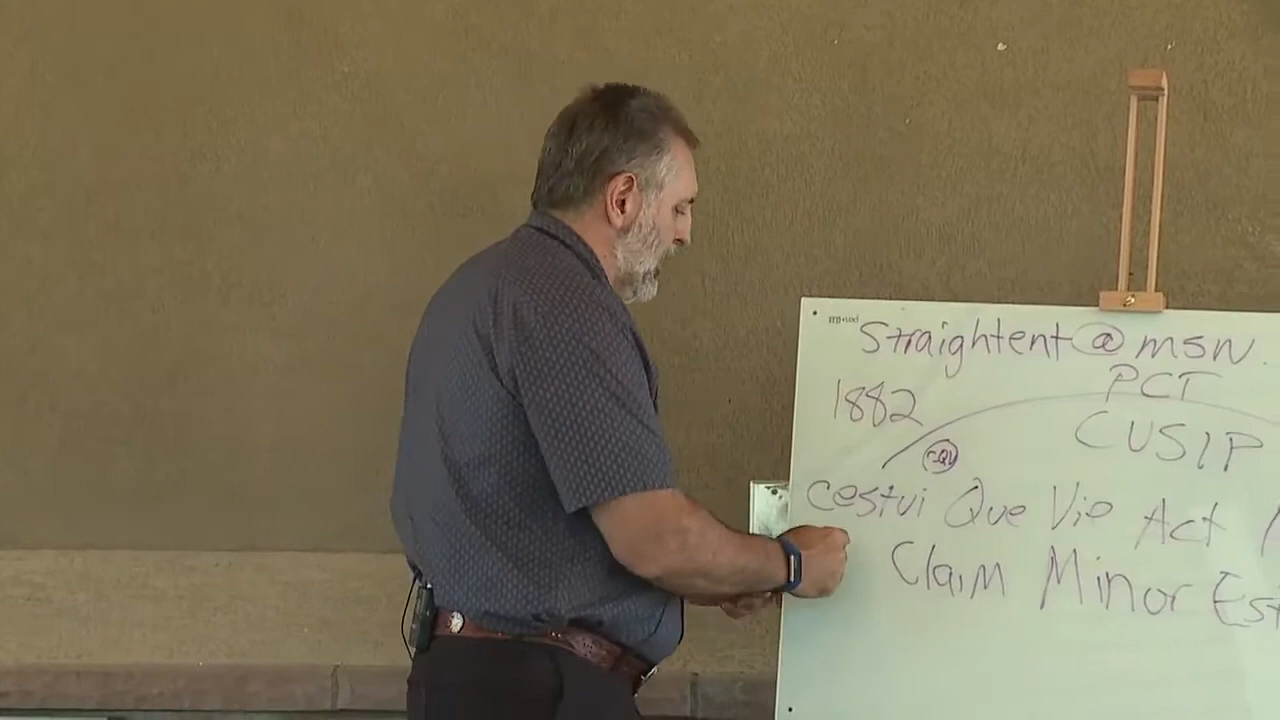 Straightent@msn.
PCT
1882
CUSIP
CQV
Cestui Que Vie Act
Claim Minor Est